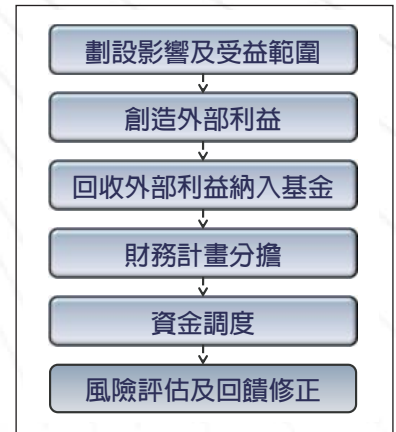 劃設影響及受益範圍
創造外部利益
回收外部利益納入基金
財務計畫分擔
資金調度
風險評估及回饋修正